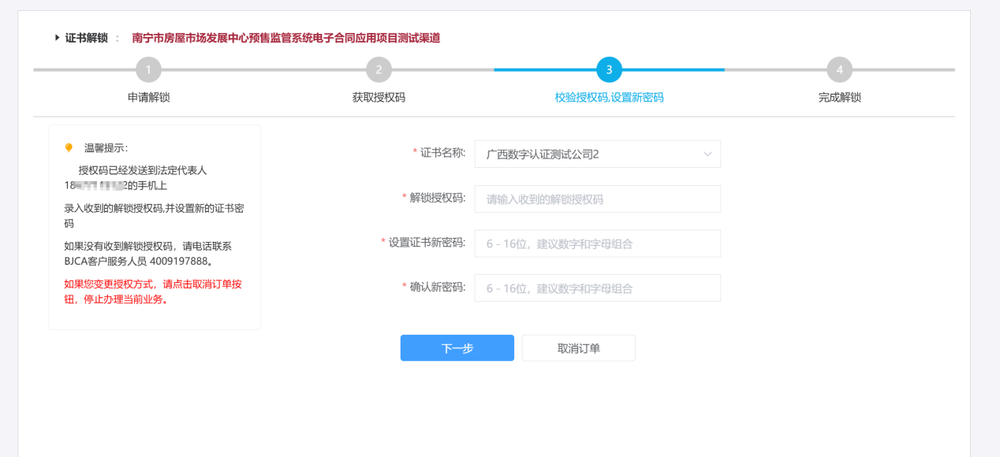 证书解锁 : 南宁市房屋市场发展中心预售监管系统电子合同应用项目测试渠道
1
2
3
4
申请解锁
获取授权码
校验授权码,设置新密码
完成解锁
温馨提示:
授权码已经发送到法定代表人
18 2的手机上
录入收到的解锁授权码,并设置新的证书密
码
如果没有收到解锁授权码，请电话联系
BJCA客户服务人员 4009197888。
如果您变更授权方式，请点击取消订单按
钮，停止办理当前业务。
* 证书名称: 广西数字认证测试公司2
* 解锁授权码: 请输入收到的解锁授权码
* 设置证书新密码: 6 - 16位，建议数字和字母组合
* 确认新密码: 6 - 16位，建议数字和字母组合
下一步 取消订单